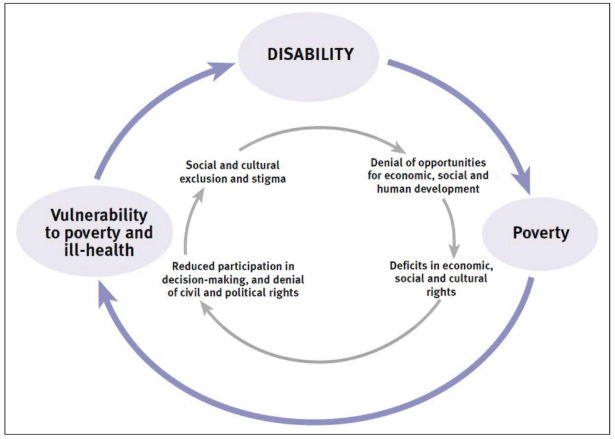 DISABILITY
Social and cultural
exclusion and stigma
Denial of opportunities
for economic, social and
human development
Vulnerability
to poverty and
ill-health
Poverty
Reduced participation in
decision-making, and denial
of civil and political rights
Deficits in economic,
social and cultural
rights